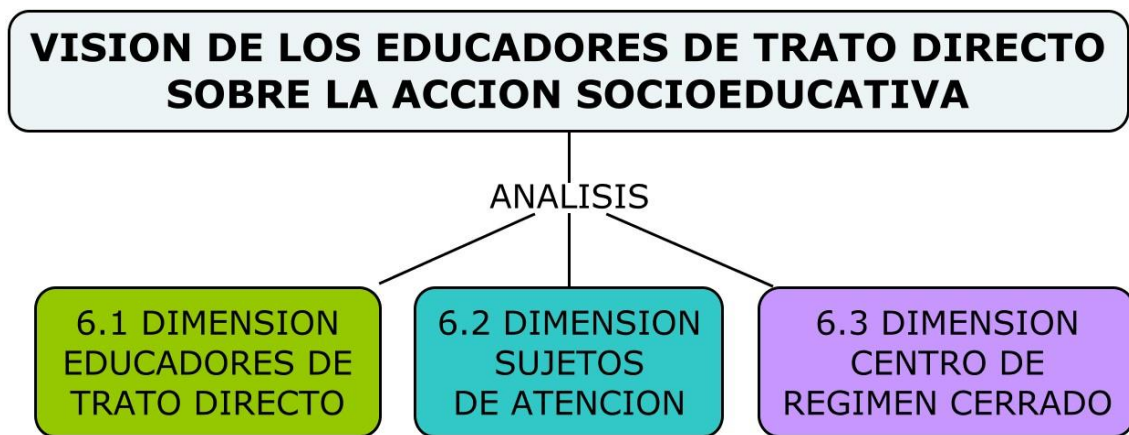 VISION DE LOS EDUCADORES DE TRATO DIRECTO
SOBRE LA ACCION SOCIOEDUCATIVA
ANALISIS
6.1 DIMENSION
EDUCADORES DE
TRATO DIRECTO
6.2 DIMENSION
SUJETOS
DE ATENCION
6.3 DIMENSION
CENTRO DE
REGIMEN CERRADO